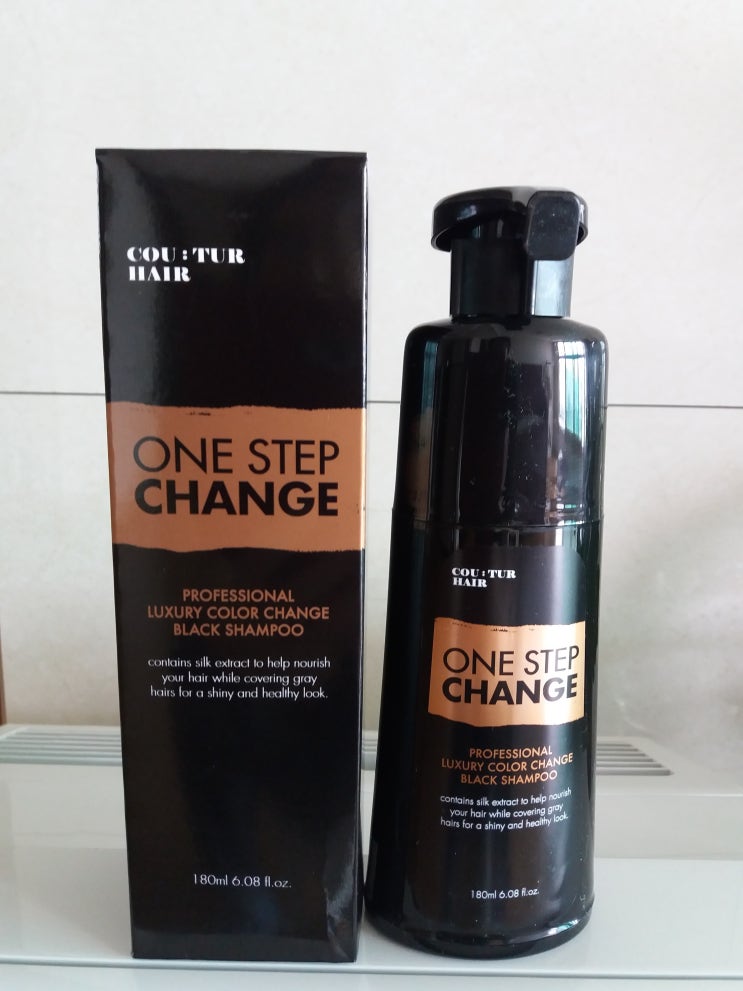 COU:TUR
HAIR
ONE STEP
CHANGE
PROFESSIONAL
LUXURY COLOR CHANGE
BLACK SHAMPOO
contains silk extract to help nourish
your hair while covering gray
hairs for a shiny and healthy look.
180ml 6.08 fl.oz.
COU:TUR
HAIR
ONE STEP
CHANGE
PROFESSIONAL
LUXURY COLOR CHANGE
BLACK SHAMPOO
contains silk extract to help nourish
your hair while covering gray
hairs for a shiny and healthy look.
180ml 6.08 fl.oz.